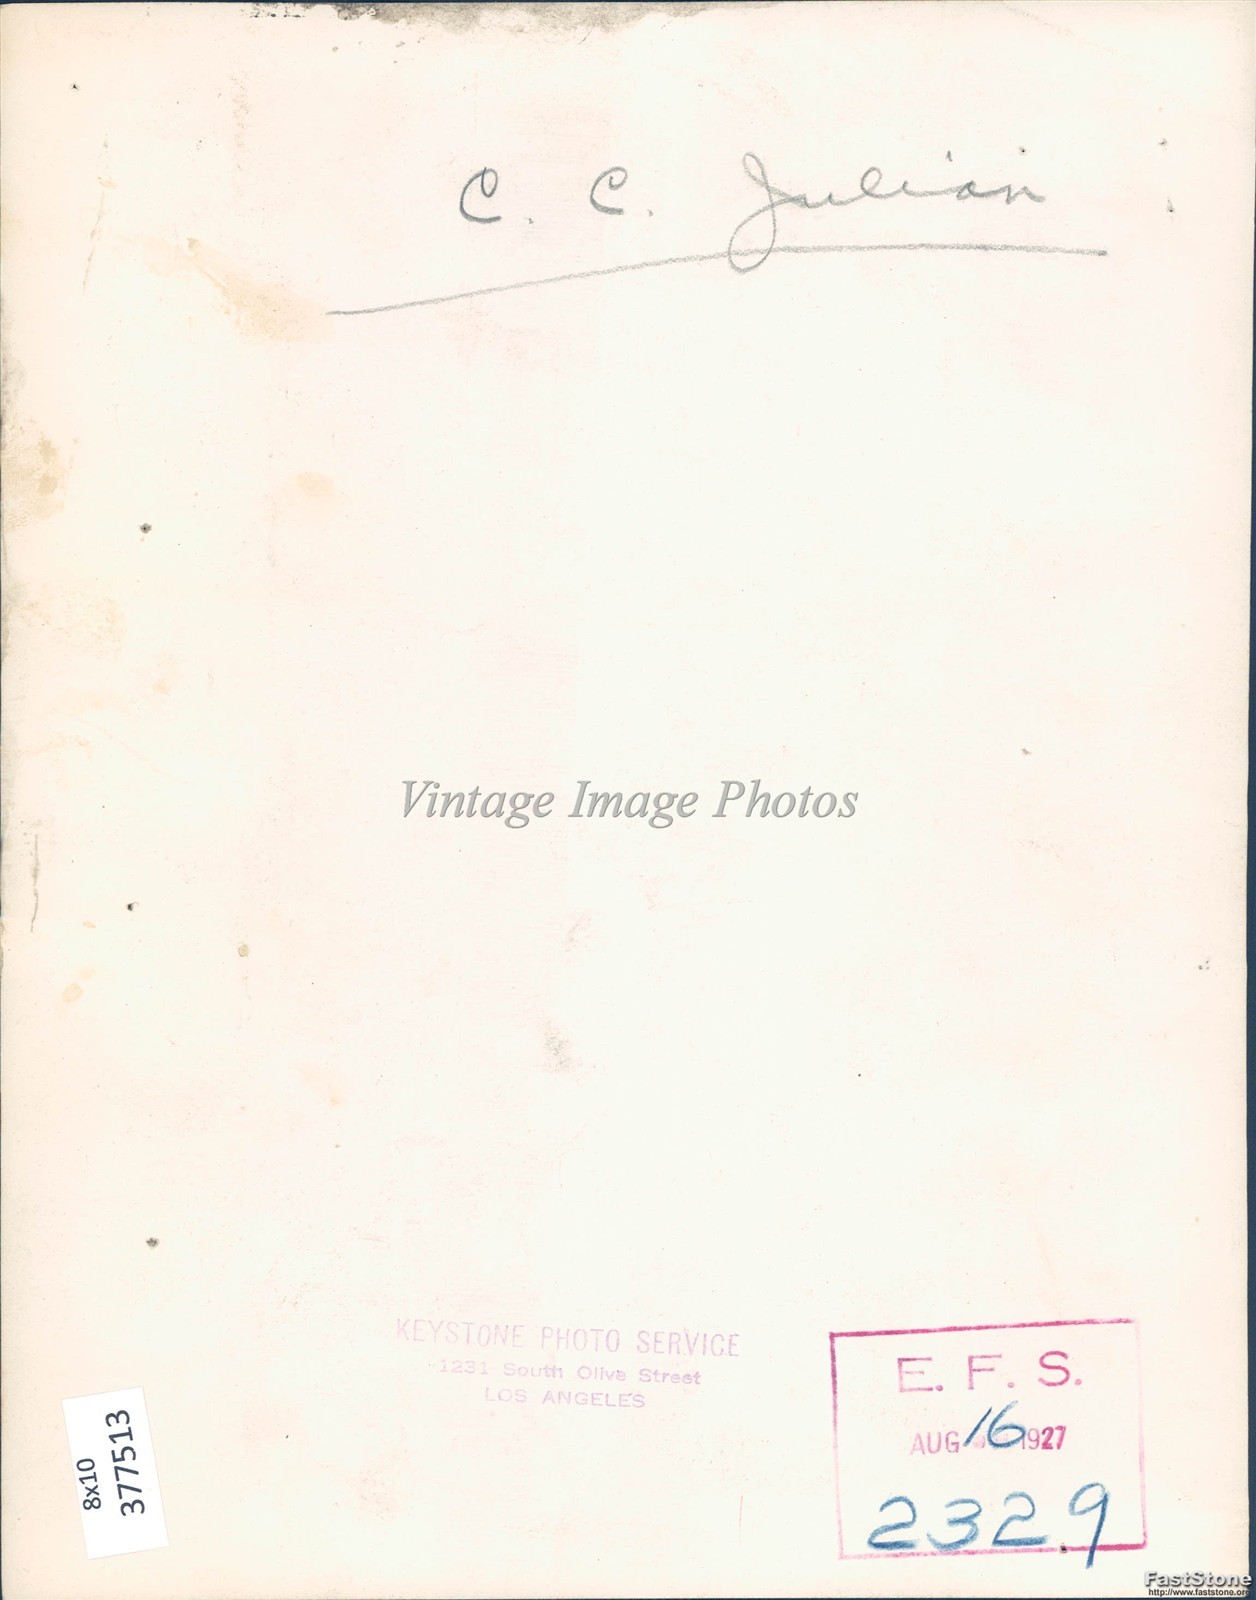 C. C. Julian
Vintage Image Photos
KEYSTONE PHOTO SERVICE
1231 South Olive Street
LOS ANGELES
E. F. S.
AUG 16 1927
2329
8x10
377513
FastStone
http://www.faststone.org